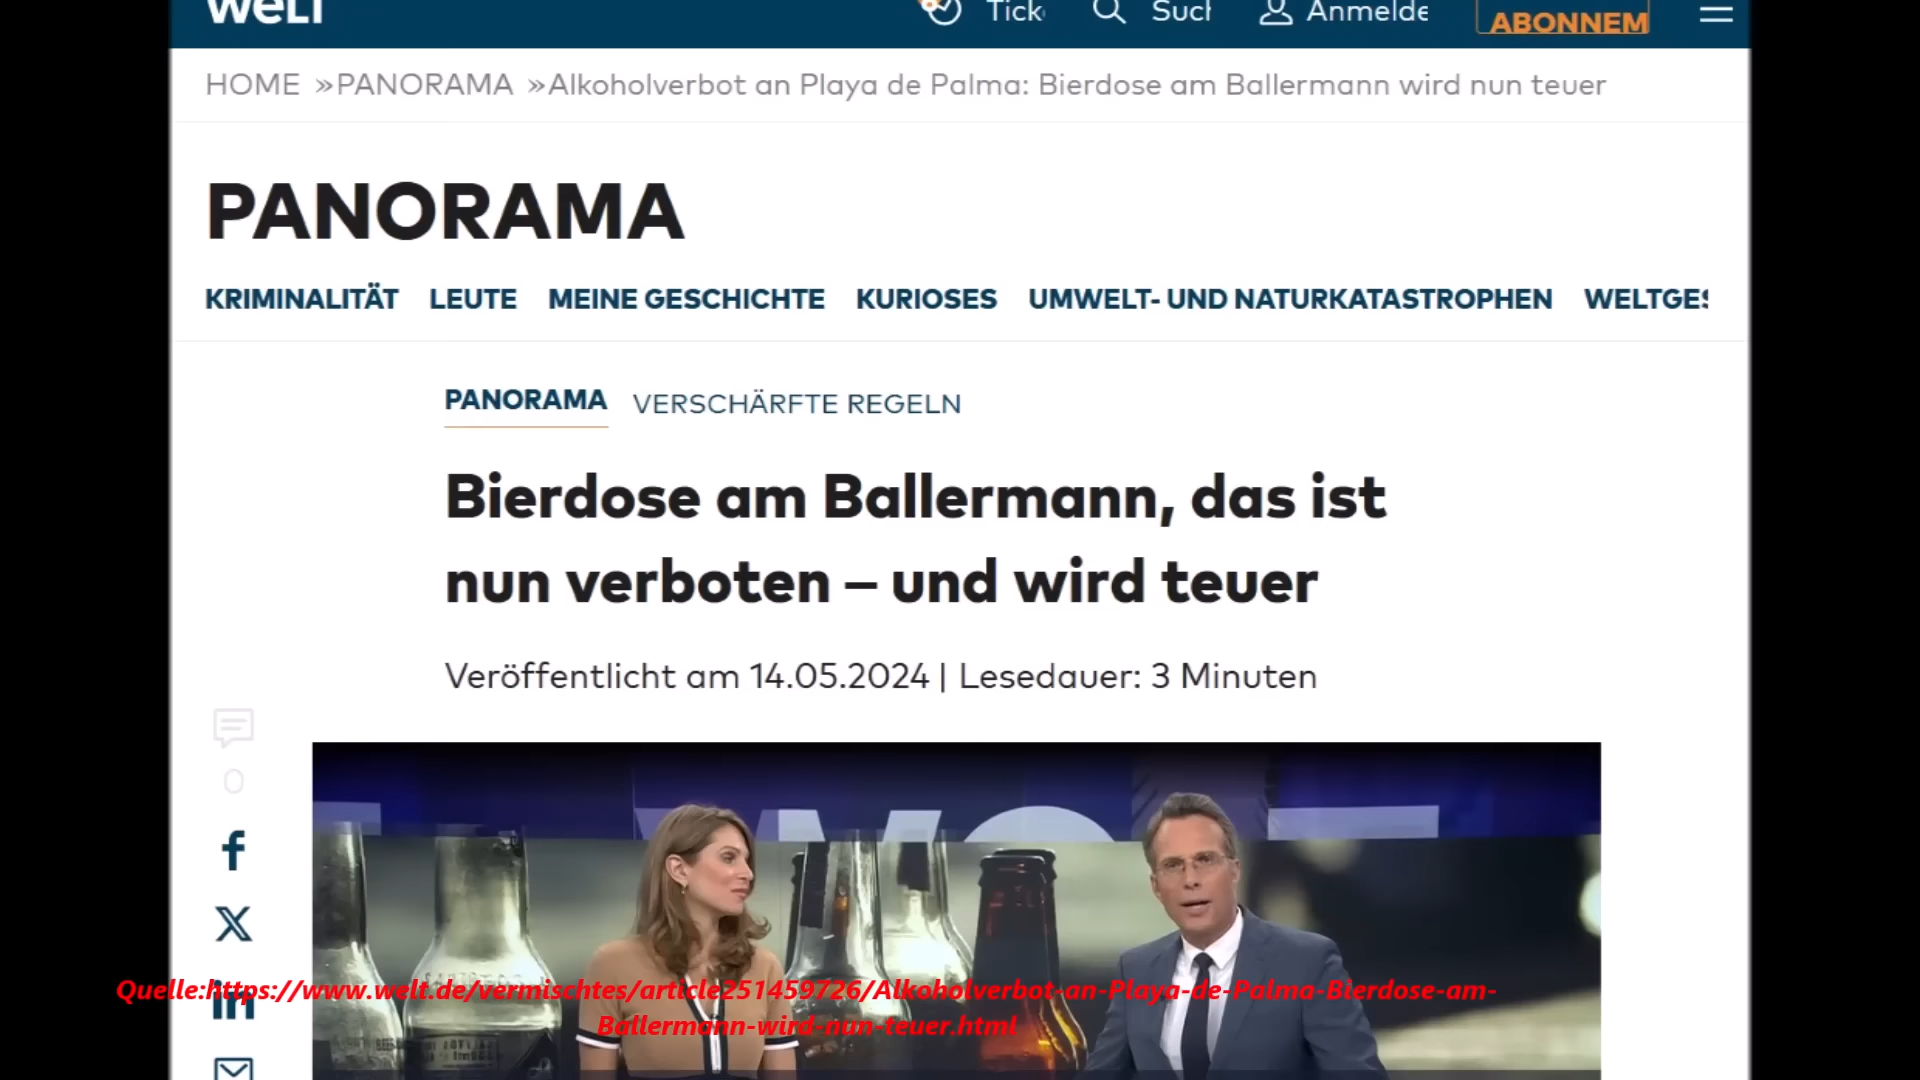 welt
Tick
Such
Anmelde
ABONNEM
HOME »PANORAMA »Alkoholverbot an Playa de Palma: Bierdose am Ballermann wird nun teuer
PANORAMA
KRIMINALITÄT LEUTE MEINE GESCHICHTE KURIOSES UMWELT- UND NATURKATASTROPHEN WELTGES
PANORAMA VERSCHÄRFTE REGELN
Bierdose am Ballermann, das ist
nun verboten – und wird teuer
Veröffentlicht am 14.05.2024 | Lesedauer: 3 Minuten
0
Quelle:https://www.welt.de/vermischtes/article251459726/Alkoholverbot-an-Playa-de-Palma-Bierdose-am-
Ballermann-wird-nun-teuer.html